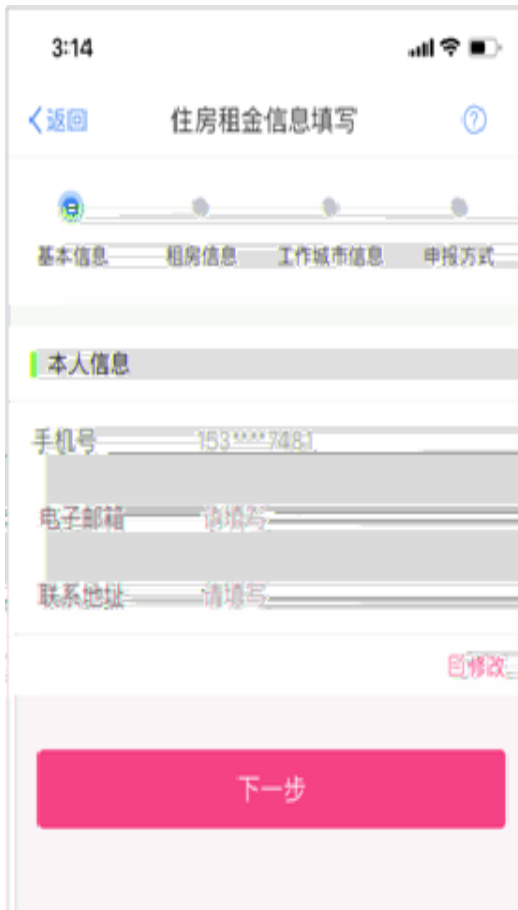 3:14
返回 住房租金信息填写 ?
基本信息 租房信息 工作城市信息 申报方式
本人信息
手机号 153****7481
电子邮箱 请填写
联系地址 请填写
修改
下一步